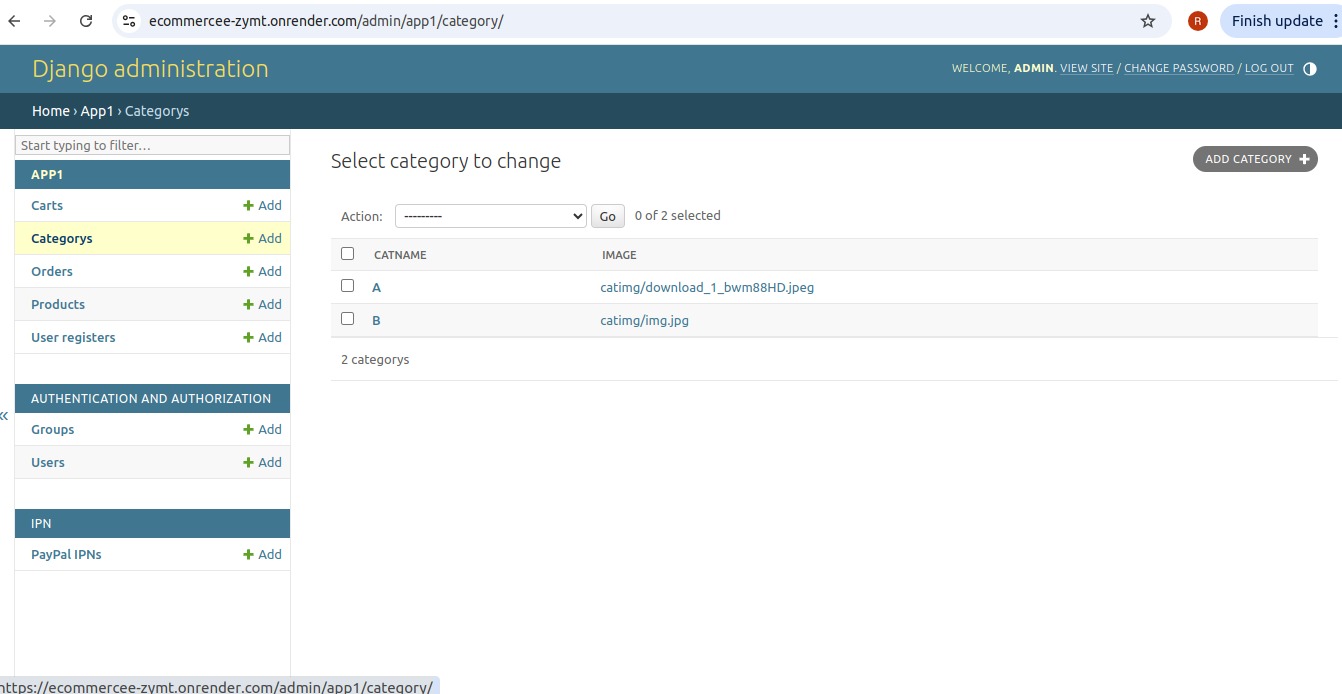 ecommercee-zymt.onrender.com/admin/app1/category/
R
Finish update
Django administration
WELCOME, ADMIN. VIEW SITE / CHANGE PASSWORD / LOG OUT
Home › App1 › Categorys
Start typing to filter…
APP1
Carts
Add
Categorys
Add
Orders
Add
Products
Add
User registers
Add
AUTHENTICATION AND AUTHORIZATION
Groups
Add
Users
Add
IPN
PayPal IPNs
Add
«
Select category to change
ADD CATEGORY
Action:
---------
Go
0 of 2 selected
CATNAME
IMAGE
A
catimg/download_1_bwm88HD.jpeg
B
catimg/img.jpg
2 categorys
https://ecommercee-zymt.onrender.com/admin/app1/category/